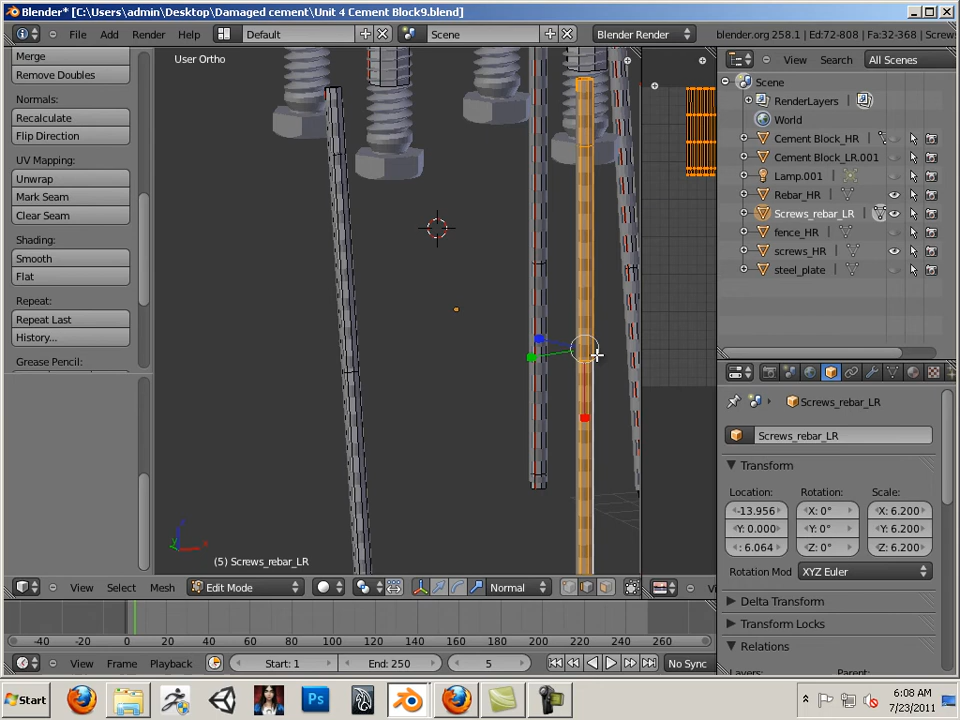 Blender* [C:\Users\admin\Desktop\Damaged cement\Unit 4 Cement Block9.blend]
File Add Render Help Default Scene Blender Render blender.org 258.1 | Ed:72-808 | Fa:32-368 | Screws
Merge
Remove Doubles
Normals:
Recalculate
Flip Direction
UV Mapping:
Unwrap
Mark Seam
Clear Seam
Shading:
Smooth
Flat
Repeat:
Repeat Last
History...
Grease Pencil:
User Ortho
(5) Screws_rebar_LR
View Select Mesh Edit Mode Normal
View Search All Scenes
Scene
RenderLayers
World
Cement Block_HR
Cement Block_LR.001
Lamp.001
Rebar_HR
Screws_rebar_LR
fence_HR
screws_HR
steel_plate
Screws_rebar_LR
Screws_rebar_LR
Transform
Location: Rotation: Scale:
-13.956 X: 0° X: 6.200
Y: 0.000 Y: 0° Y: 6.200
: 6.064 Z: 0° Z: 6.200
Rotation Mod XYZ Euler
Delta Transform
Transform Locks
Relations
-40 -20 0 20 40 60 80 100 120 140 160 180 200 220 240 260
View Frame Playback Start: 1 End: 250 5 No Sync
Start Ps 6:08 AM
7/23/2011